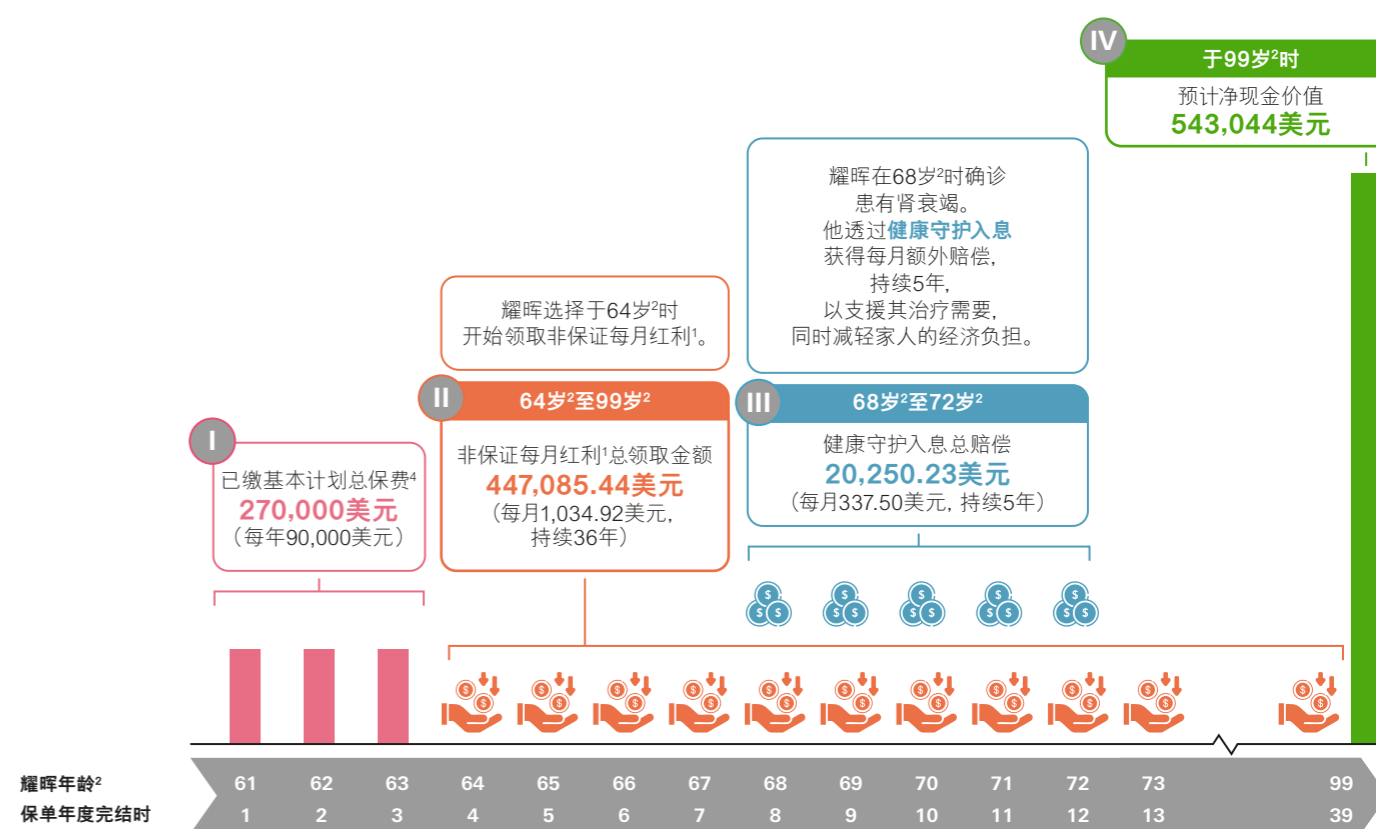 IV
于99岁²时
预计净现金价值
543,044美元
耀晖在68岁²时确诊
患有肾衰竭。
他透过健康守护入息
获得每月额外赔偿,
持续5年,
以支援其治疗需要,
同时减轻家人的经济负担。
耀晖选择于64岁²时
开始领取非保证每月红利¹。
I
已缴基本计划总保费⁴
270,000美元
（每年90,000美元）
II
64岁²至99岁²
非保证每月红利¹总领取金额
447,085.44美元
（每月1,034.92美元,
持续36年）
III
68岁²至72岁²
健康守护入息总赔偿
20,250.23美元
（每月337.50美元, 持续5年）
耀晖年龄² 61 62 63 64 65 66 67 68 69 70 71 72 73 99
保单年度完结时 1 2 3 4 5 6 7 8 9 10 11 12 13 39